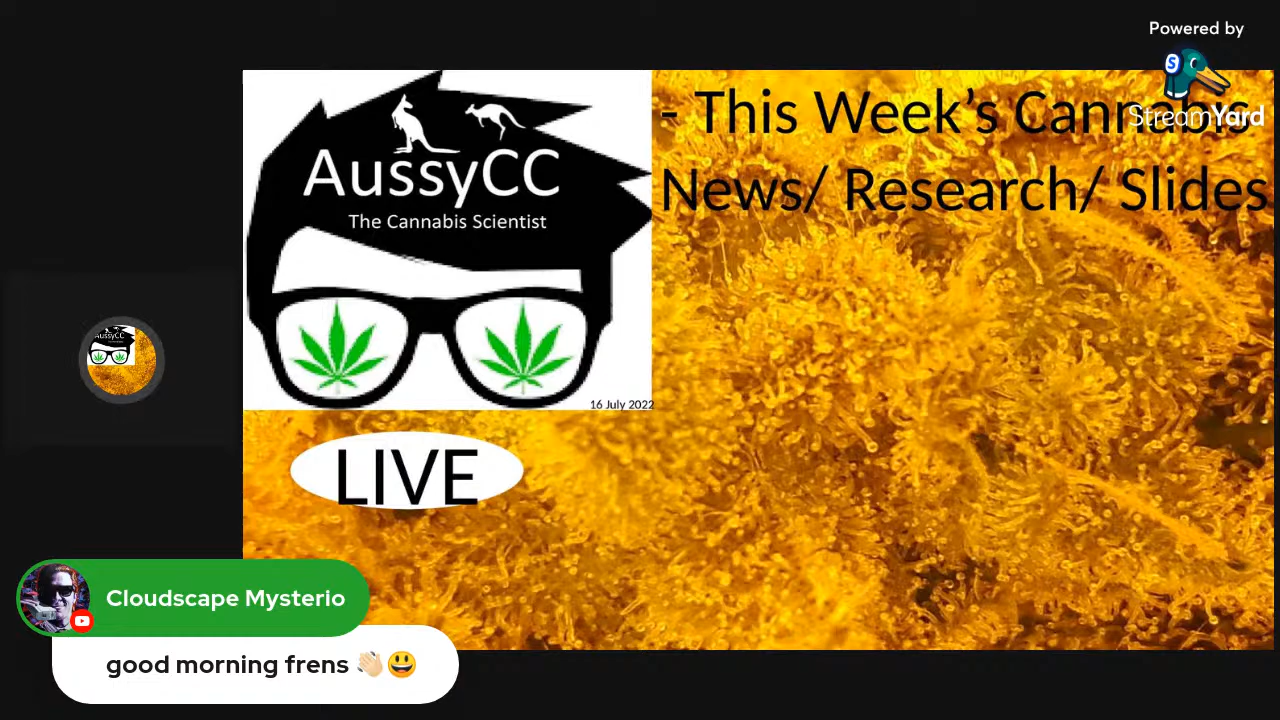 Powered by
StreamYard
- This Week's Cannabis
News/ Research/ Slides
AussyCC
The Cannabis Scientist
16 July 2022
LIVE
AussyCC
Cloudscape Mysterio
good morning frens 👋🏻😃